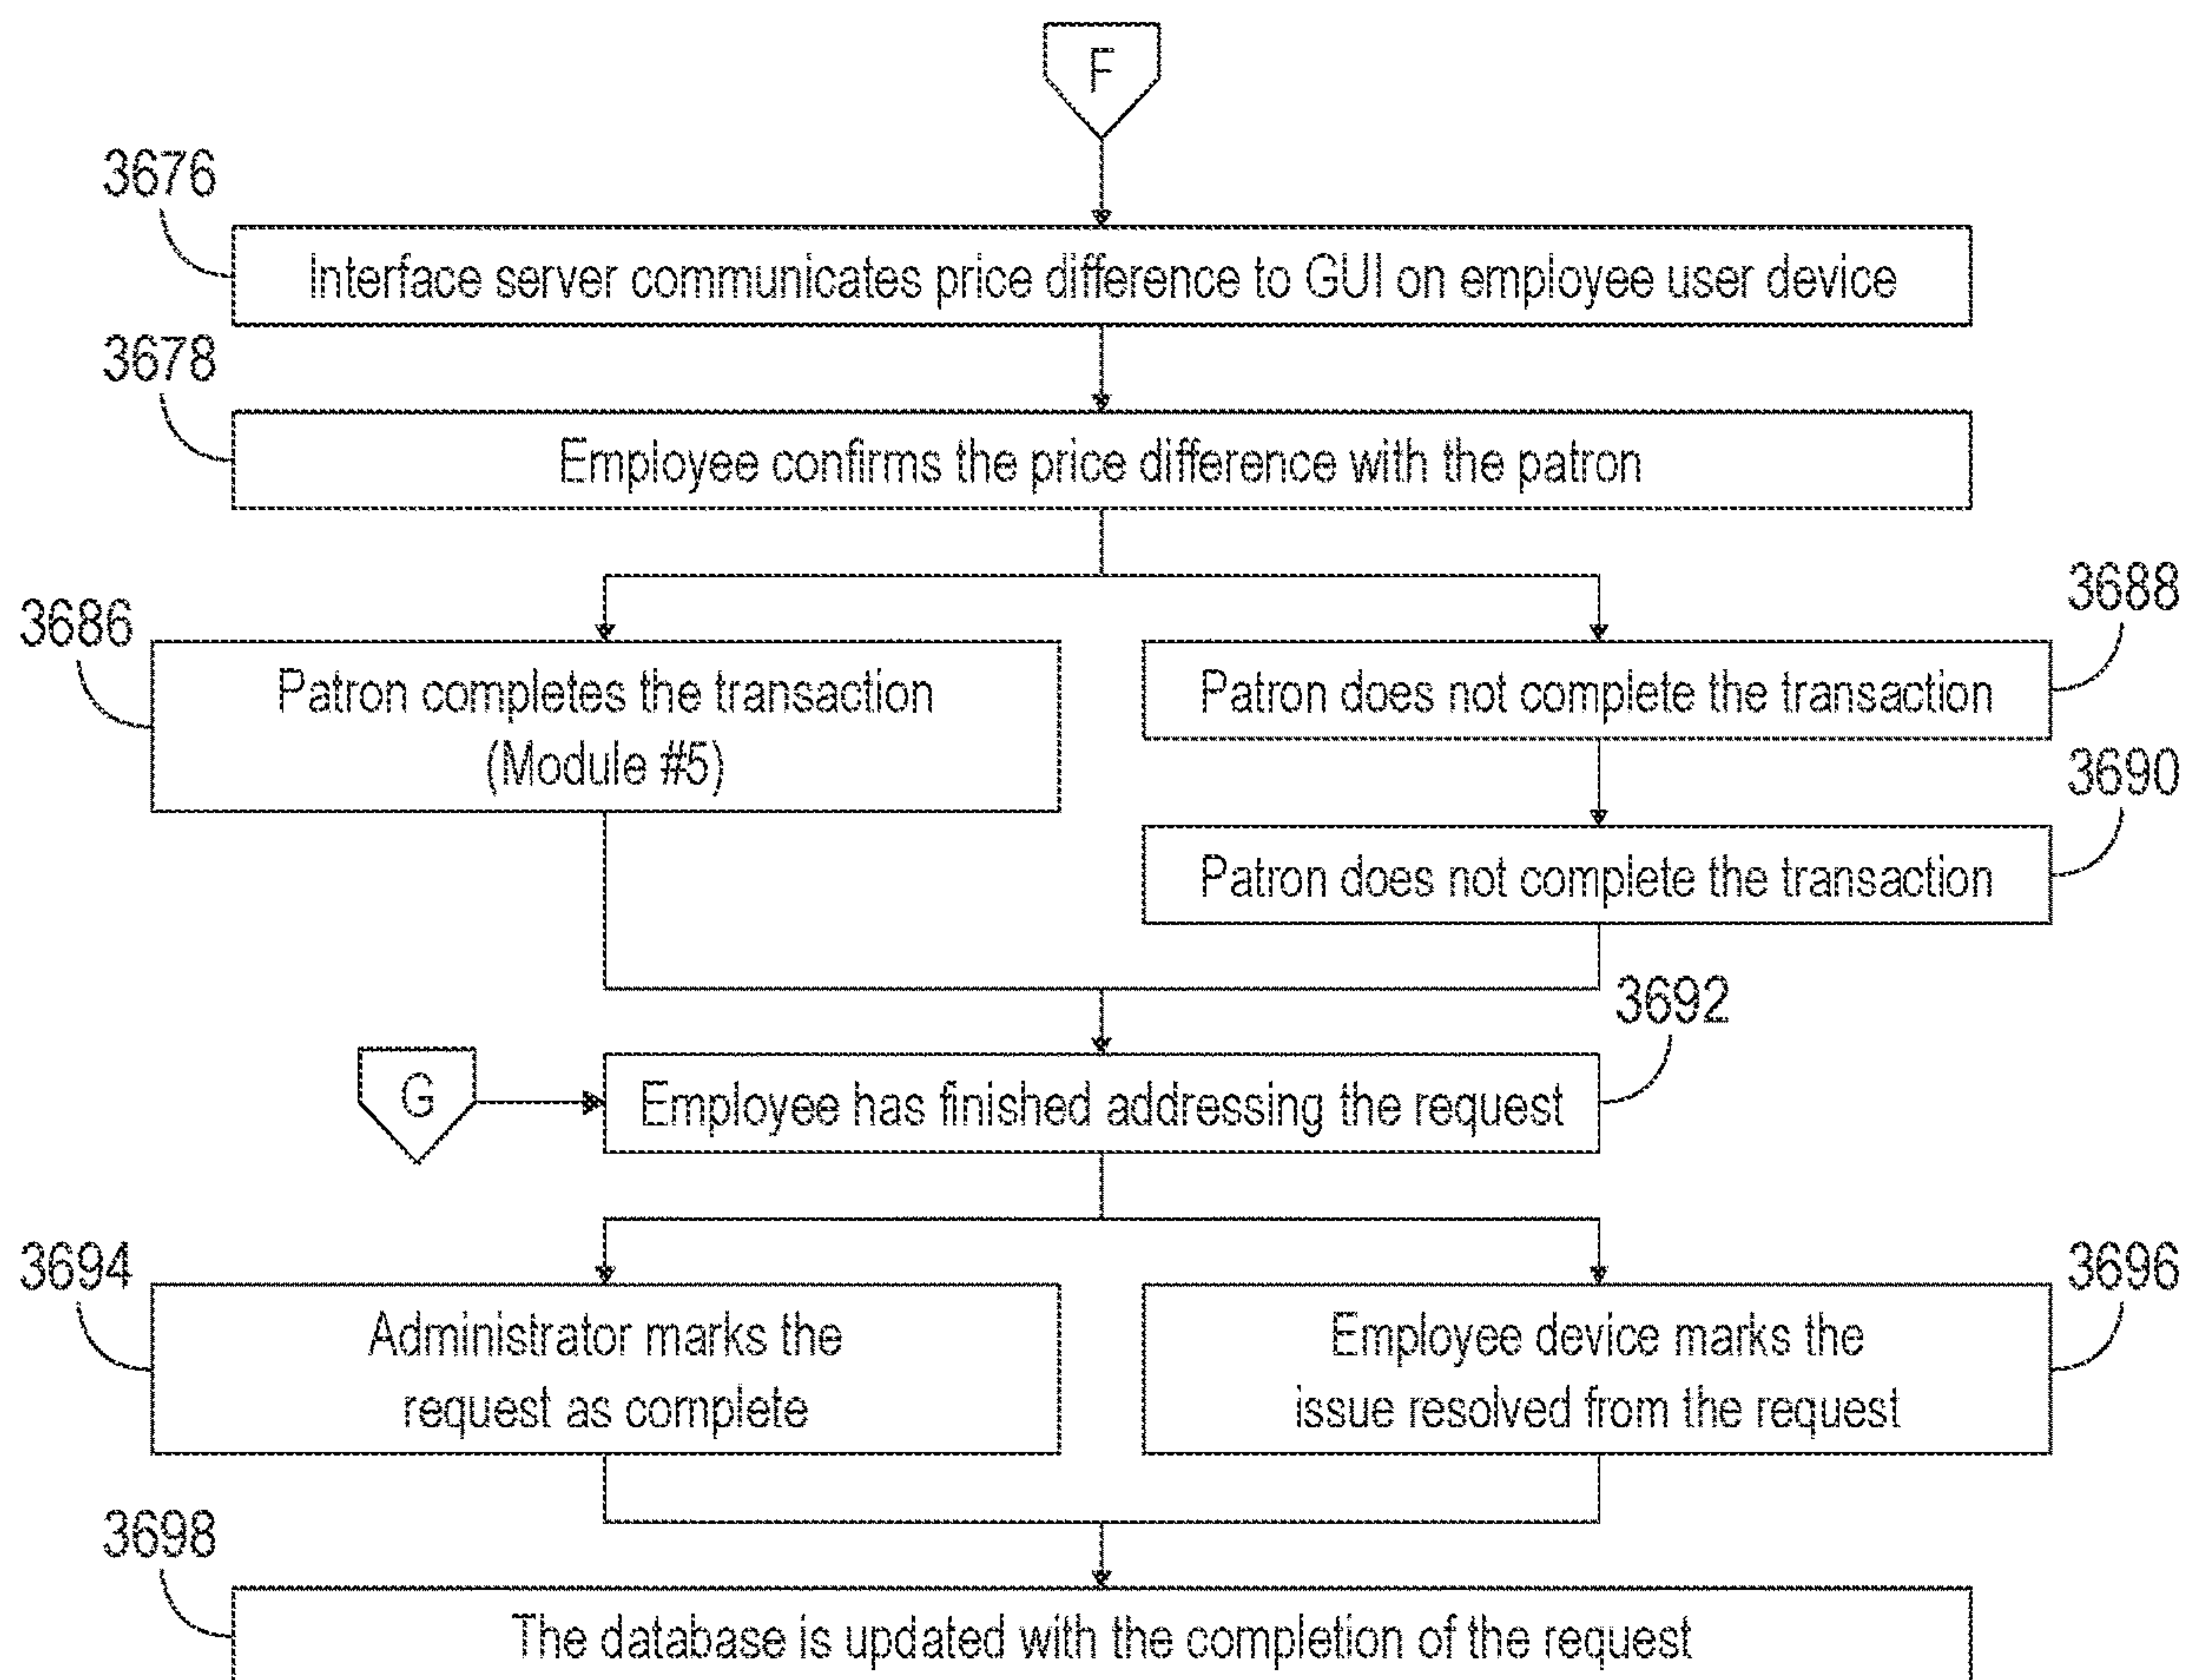 F
3676
Interface server communicates price difference to GUI on employee user device
3678
Employee confirms the price difference with the patron
3686
Patron completes the transaction
(Module #5)
3688
Patron does not complete the transaction
3690
Patron does not complete the transaction
3692
G
Employee has finished addressing the request
3694
Administrator marks the
request as complete
3696
Employee device marks the
issue resolved from the request
3698
The database is updated with the completion of the request